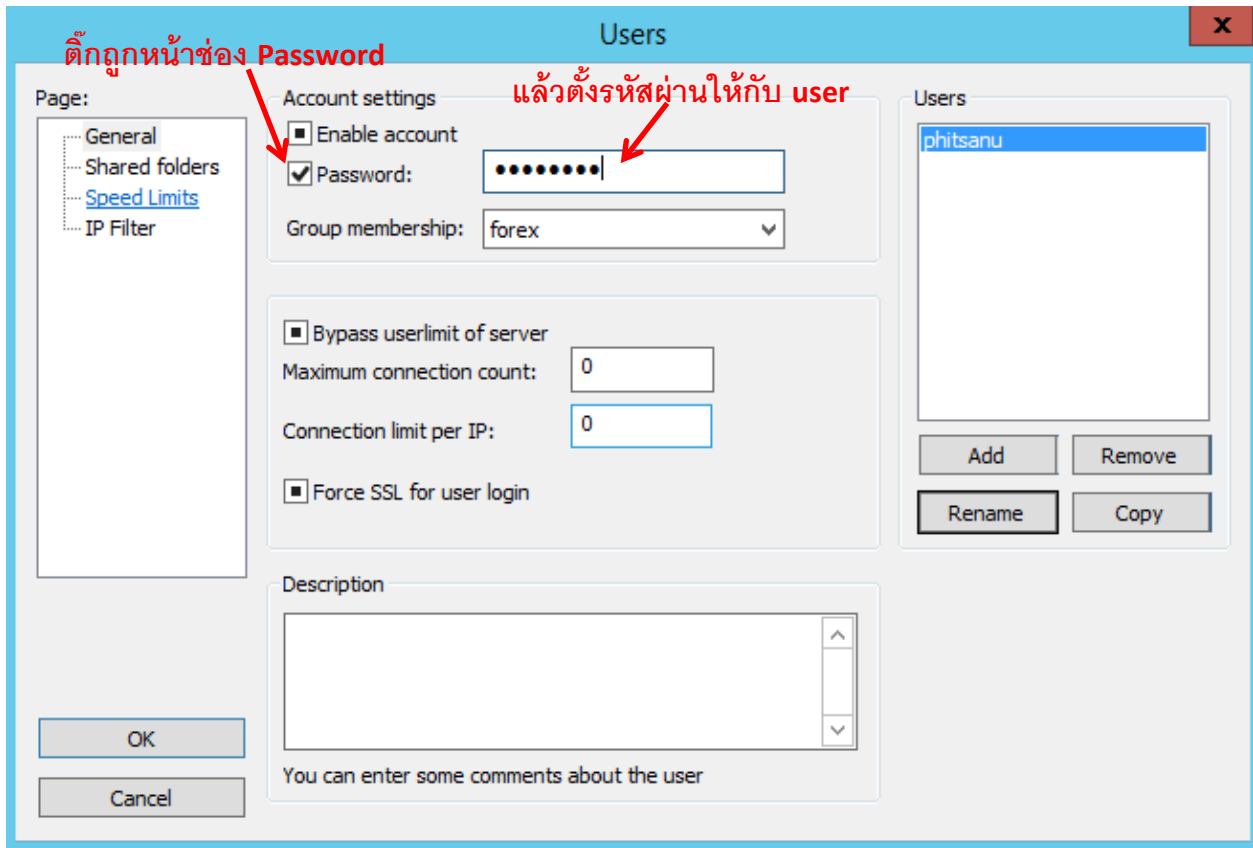 Users
x
ติ๊กถูกหน้าช่อง Password
แล้วตั้งรหัสผ่านให้กับ user
Page:
General
Shared folders
Speed Limits
IP Filter
Account settings
Enable account
Password: ••••••••
Group membership: forex
Bypass userlimit of server
Maximum connection count: 0
Connection limit per IP: 0
Force SSL for user login
Description
You can enter some comments about the user
Users
phitsanu
Add Remove
Rename Copy
OK
Cancel